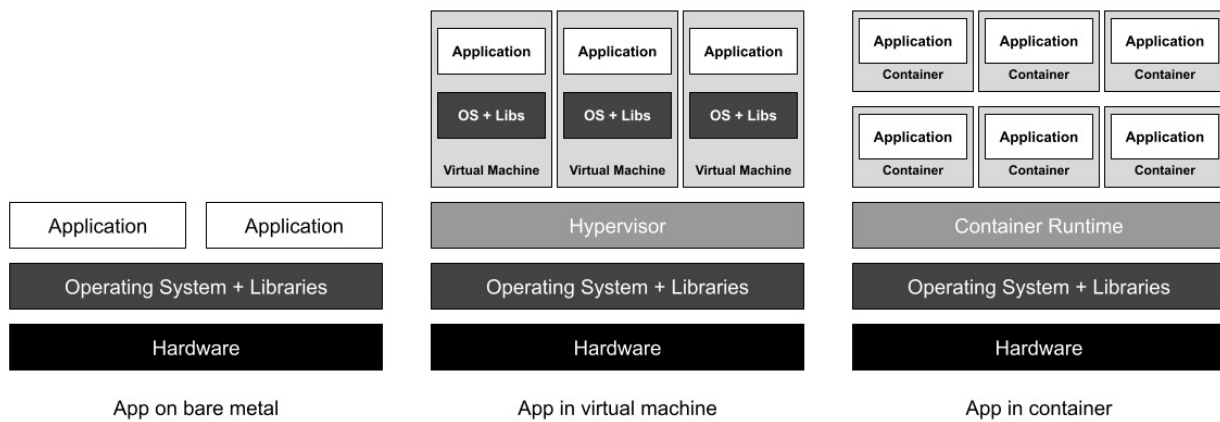 Application Application
Operating System + Libraries
Hardware
App on bare metal
Application Application Application
OS + Libs OS + Libs OS + Libs
Virtual Machine Virtual Machine Virtual Machine
Hypervisor
Operating System + Libraries
Hardware
App in virtual machine
Application Application Application
Container Container Container
Application Application Application
Container Container Container
Container Runtime
Operating System + Libraries
Hardware
App in container